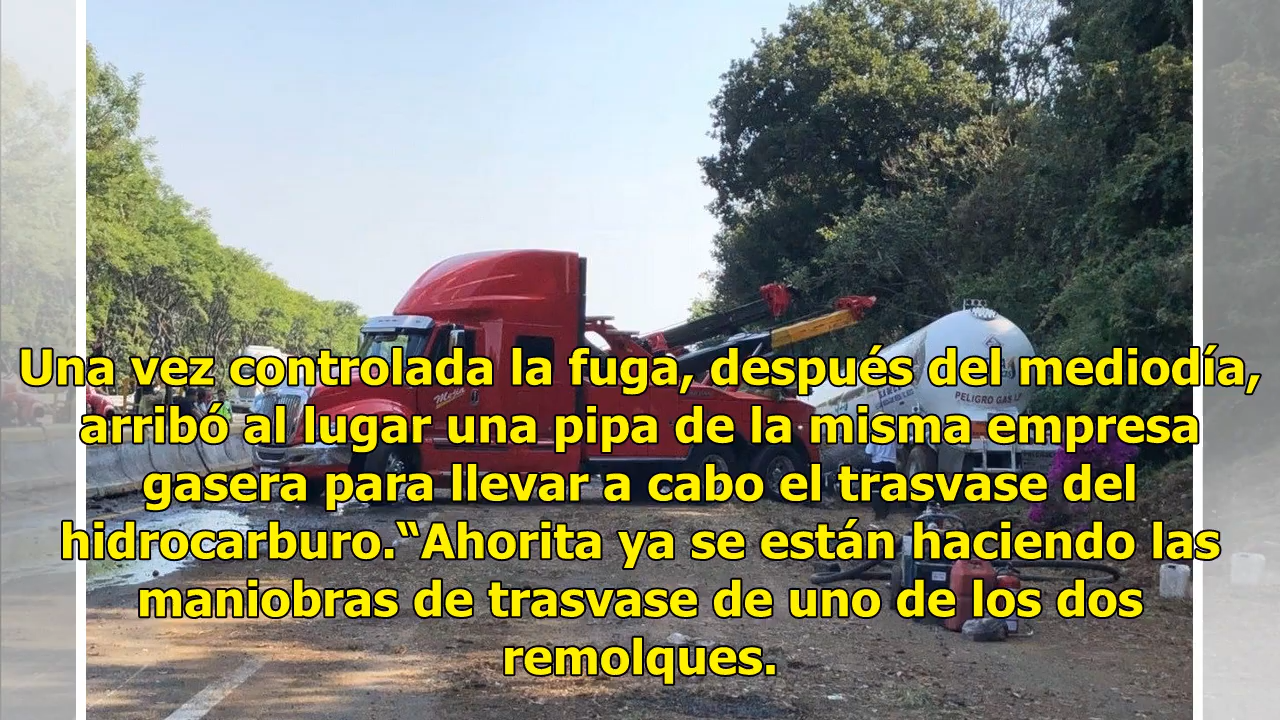 Una vez controlada la fuga, después del mediodía,
arribó al lugar una pipa de la misma empresa
gasera para llevar a cabo el trasvase del
hidrocarburo.“Ahorita ya se están haciendo las
maniobras de trasvase de uno de los dos
remolques.
PELIGRO GAS